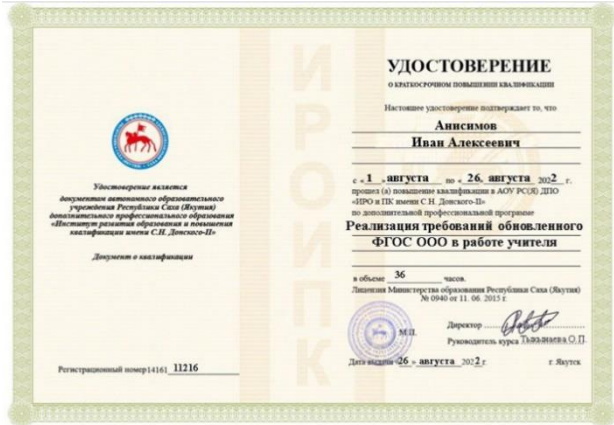 Удостоверение является
документом автономного образовательного
учреждения Республики Саха (Якутия)
дополнительного профессионального образования
«Институт развития образования и повышения
квалификации имени С.Н. Донского-II»
Документ о квалификации
Регистрационный номер 14161 11216
ИРОИПК
УДОСТОВЕРЕНИЕ
О КРАТКОСРОЧНОМ ПОВЫШЕНИИ КВАЛИФИКАЦИИ
Настоящее удостоверение подтверждает то, что
Анисимов
Иван Алексеевич
с «1» августа по «26» августа 2022 г.
прошел (а) повышение квалификации в АОУ РС(Я) ДПО
«ИРО и ПК имени С.Н. Донского-II»
по дополнительной профессиональной программе
Реализация требований обновленного
ФГОС ООО в работе учителя
в объеме 36 часов.
Лицензия Министерства образования Республики Саха (Якутия)
№ 0940 от 11. 06. 2015 г.
М.П.
Директор
Руководитель курса О.П.
Дата выдачи «26» августа 2022 г. г. Якутск